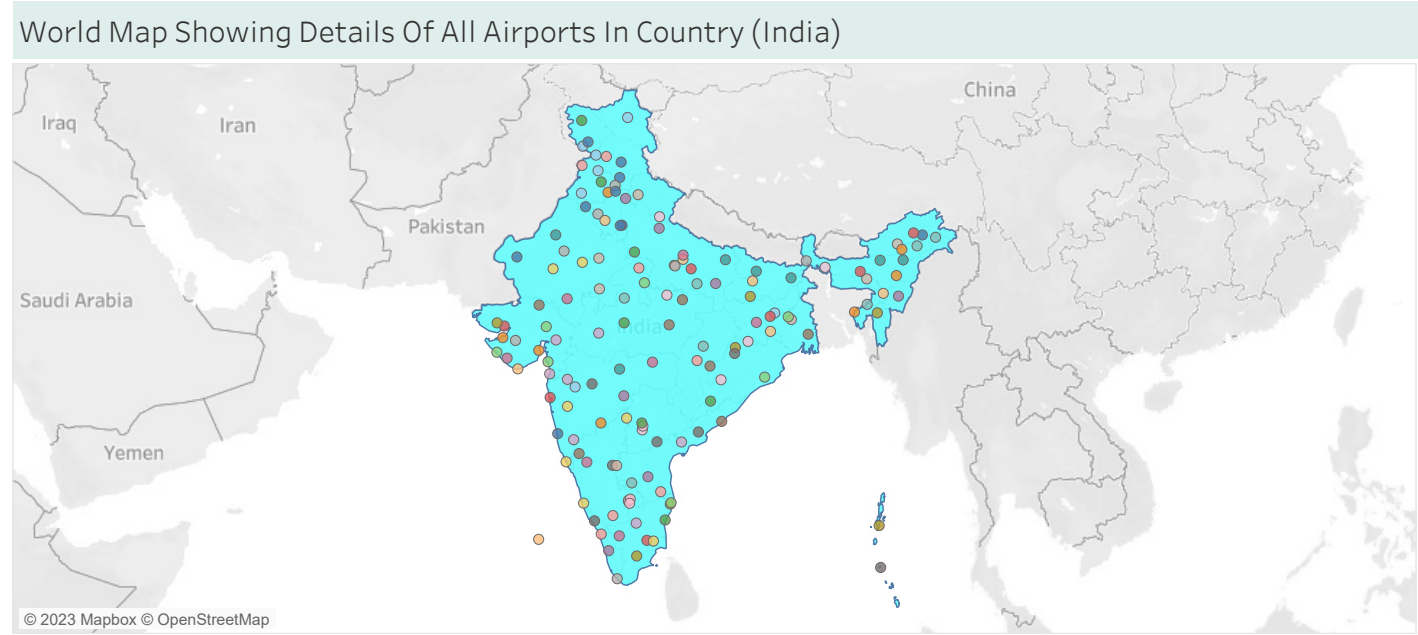 World Map Showing Details Of All Airports In Country (India)
China
Iraq
Iran
Pakistan
Saudi Arabia
India
Yemen
© 2023 Mapbox © OpenStreetMap